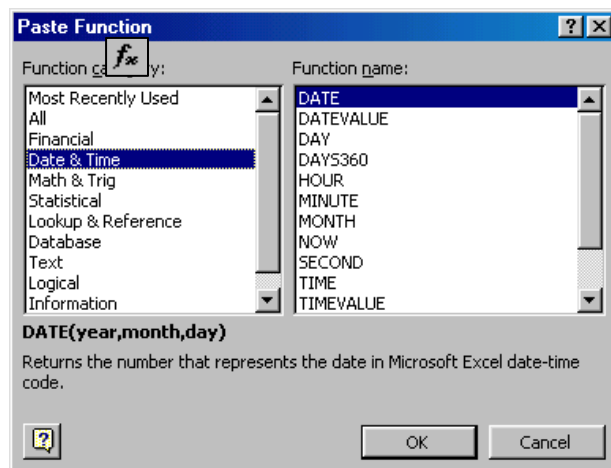 Paste Function
fx
Function ca y:
Function name:
Most Recently Used
All
Financial
Date & Time
Math & Trig
Statistical
Lookup & Reference
Database
Text
Logical
Information
DATE
DATEVALUE
DAY
DAYS360
HOUR
MINUTE
MONTH
NOW
SECOND
TIME
TIMEVALUE
DATE(year,month,day)
Returns the number that represents the date in Microsoft Excel date-time
code.
OK
Cancel